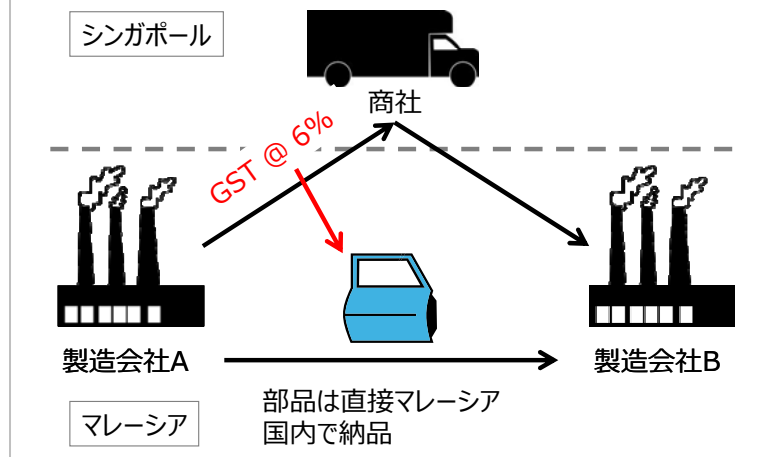 シンガポール
商社
GST @ 6%
製造会社A
製造会社B
部品は直接マレーシア
国内で納品
マレーシア